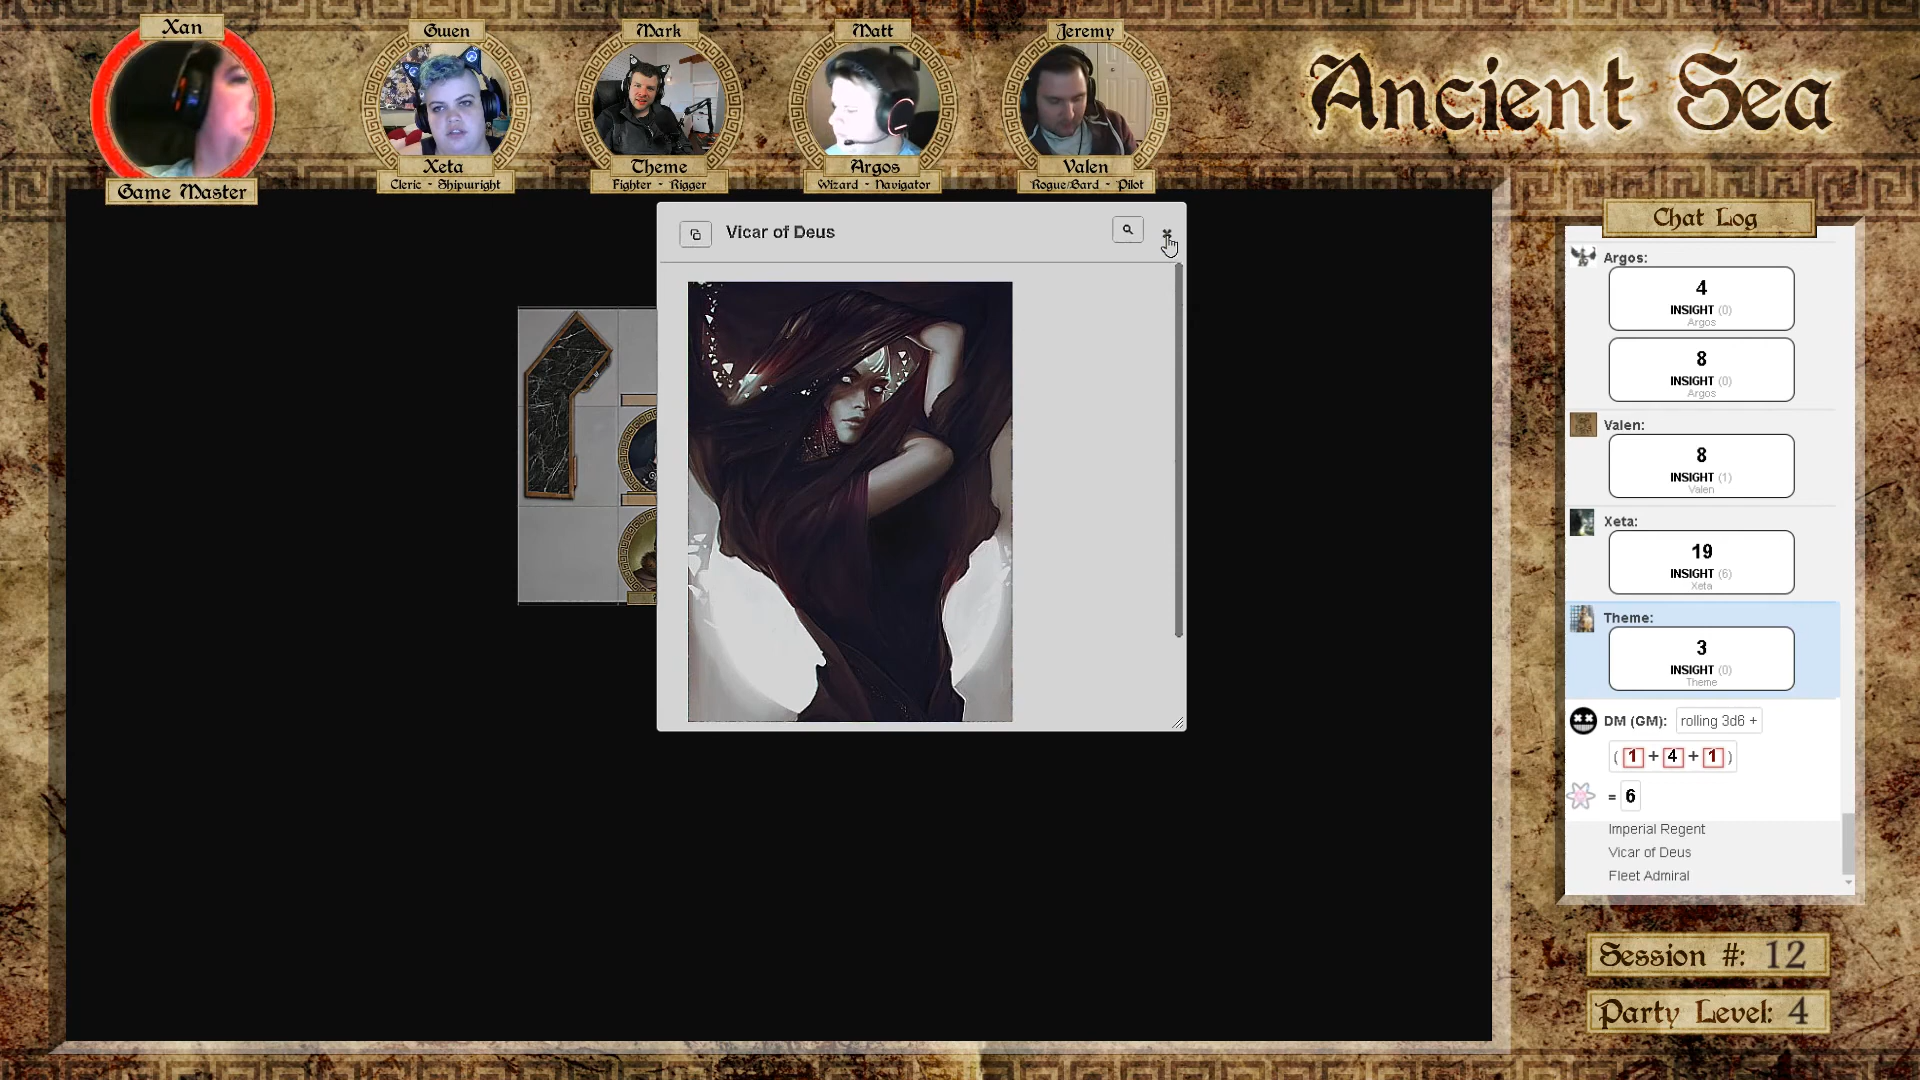 Xan
Gwen
Mark
Matt
Jeremy
Ancient Sea
Game Master
Xeta
Cleric - Shipwright
Theme
Fighter - Rigger
Argos
Wizard - Navigator
Valen
Rogue/Bard - Pilot
Vicar of Deus
Chat Log
Argos:
4
INSIGHT (0)
Argos
8
INSIGHT (0)
Argos
Valen:
8
INSIGHT (1)
Valen
Xeta:
19
INSIGHT (6)
Xeta
Theme:
3
INSIGHT (0)
Theme
DM (GM): rolling 3d6 +
( 1 + 4 + 1 )
= 6
Imperial Regent
Vicar of Deus
Fleet Admiral
Session #: 12
Party Level: 4